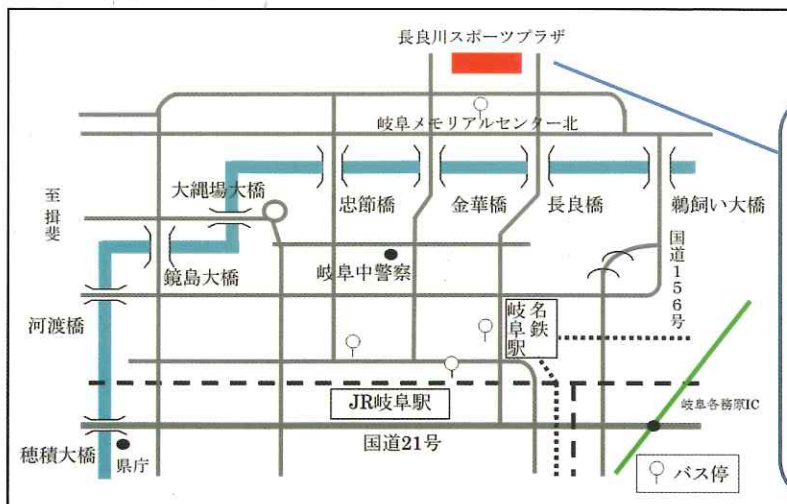 長良川スポーツプラザ
岐阜メモリアルセンター北
至揖斐
大縄場大橋
忠節橋
金華橋
長良橋
鵜飼い大橋
鏡島大橋
岐阜中警察
国道156号
河渡橋
名鉄
岐阜駅
JR岐阜駅
岐阜各務原IC
国道21号
穂積大橋
県庁
バス停